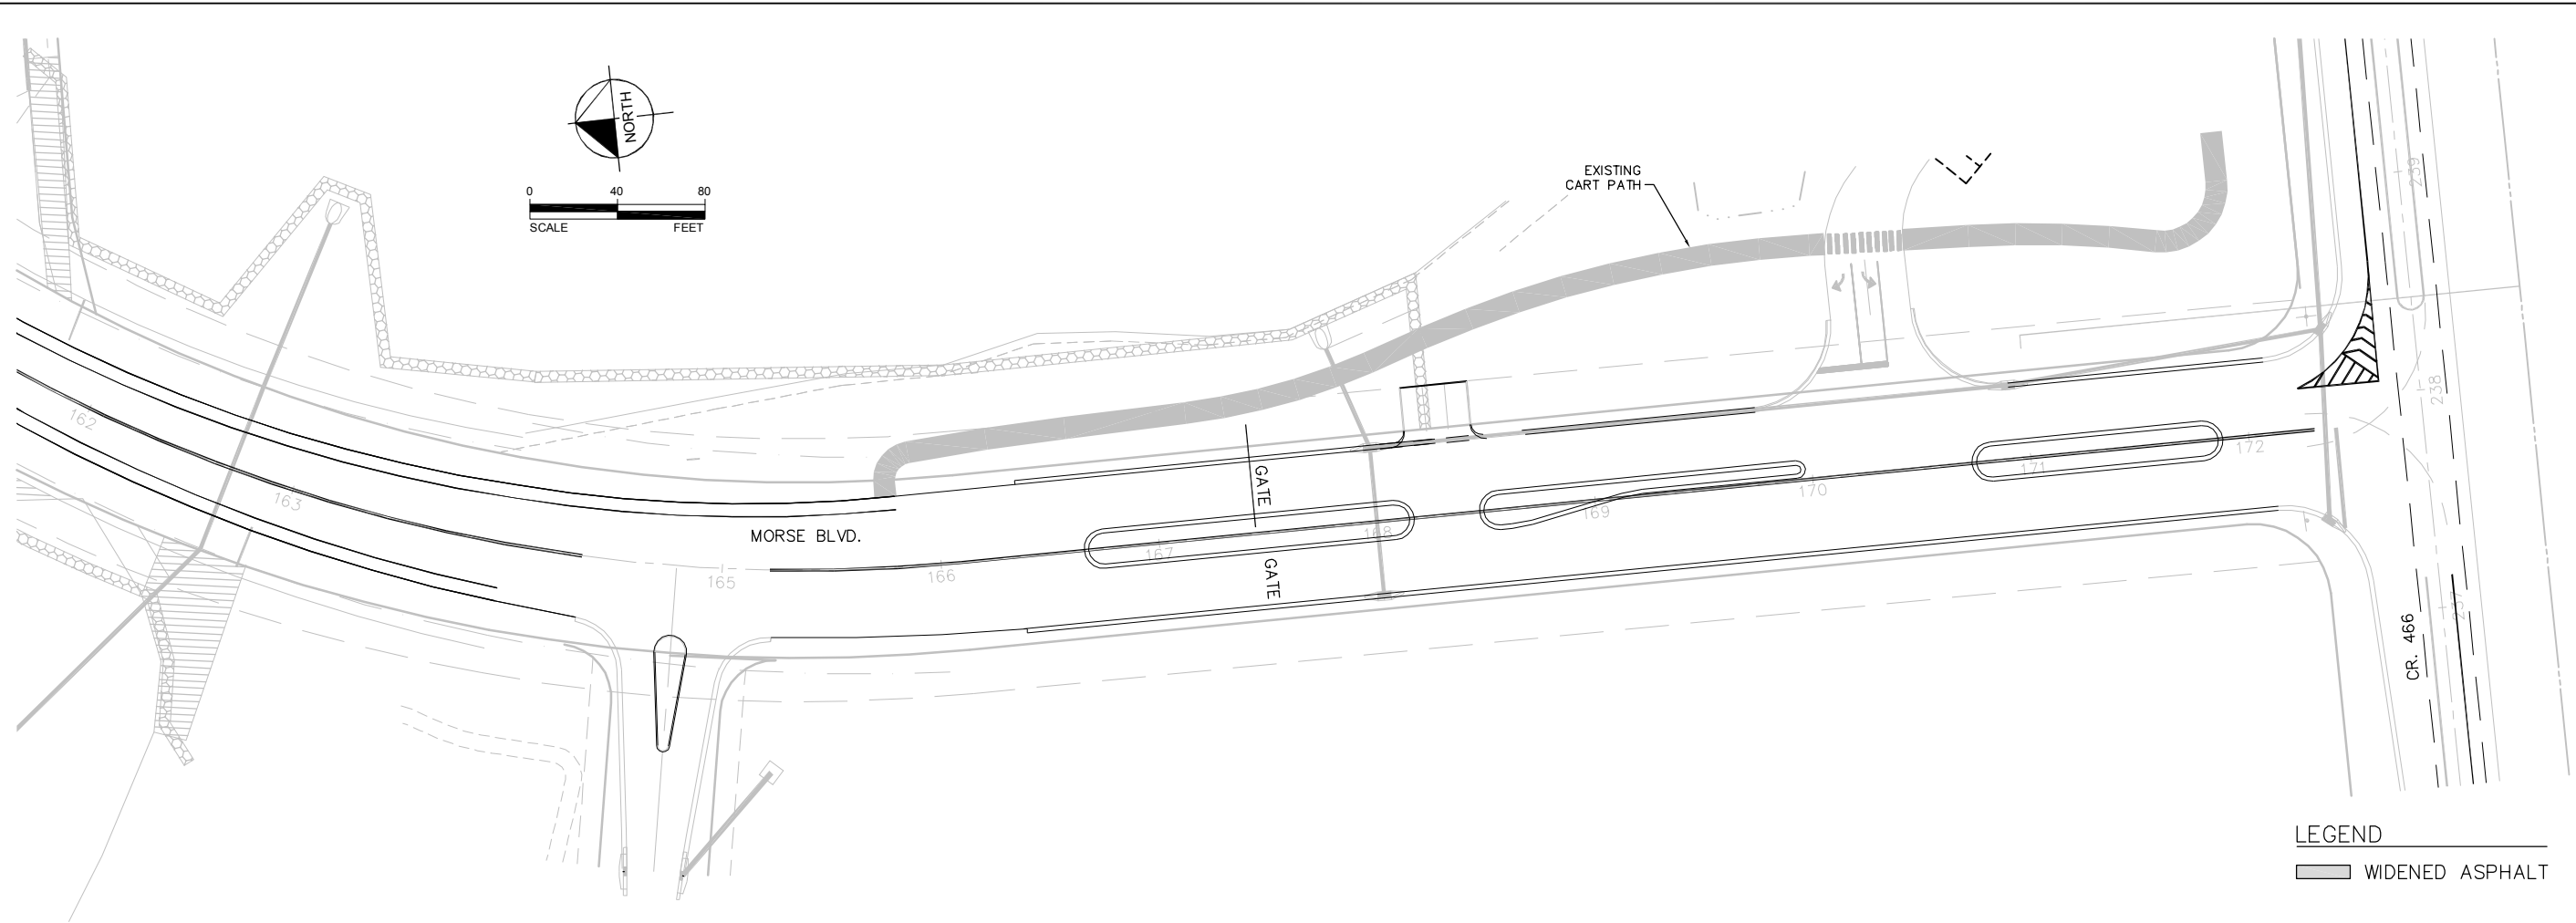 NORTH
0 40 80
SCALE FEET
EXISTING
CART PATH
239
238
237
162
163
165
166
167
168
169
170
171
172
GATE
GATE
MORSE BLVD.
CR. 466
LEGEND
WIDENED ASPHALT